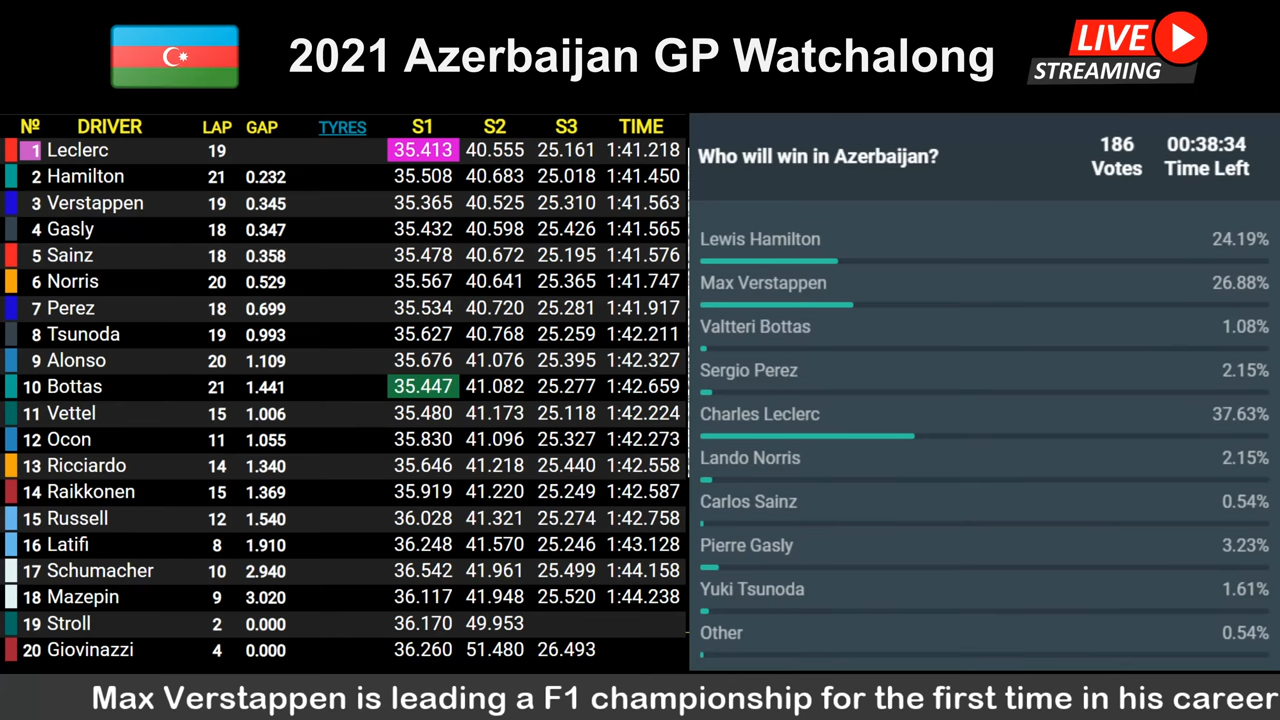 2021 Azerbaijan GP Watchalong
LIVE
STREAMING
Nº DRIVER LAP GAP TYRES S1 S2 S3 TIME
1 Leclerc 19 35.413 40.555 25.161 1:41.218
2 Hamilton 21 0.232 35.508 40.683 25.018 1:41.450
3 Verstappen 19 0.345 35.365 40.525 25.310 1:41.563
4 Gasly 18 0.347 35.432 40.598 25.426 1:41.565
5 Sainz 18 0.358 35.478 40.672 25.195 1:41.576
6 Norris 20 0.529 35.567 40.641 25.365 1:41.747
7 Perez 18 0.699 35.534 40.720 25.281 1:41.917
8 Tsunoda 19 0.993 35.627 40.768 25.259 1:42.211
9 Alonso 20 1.109 35.676 41.076 25.395 1:42.327
10 Bottas 21 1.441 35.447 41.082 25.277 1:42.659
11 Vettel 15 1.006 35.480 41.173 25.118 1:42.224
12 Ocon 11 1.055 35.830 41.096 25.327 1:42.273
13 Ricciardo 14 1.340 35.646 41.218 25.440 1:42.558
14 Raikkonen 15 1.369 35.919 41.220 25.249 1:42.587
15 Russell 12 1.540 36.028 41.321 25.274 1:42.758
16 Latifi 8 1.910 36.248 41.570 25.246 1:43.128
17 Schumacher 10 2.940 36.542 41.961 25.499 1:44.158
18 Mazepin 9 3.020 36.117 41.948 25.520 1:44.238
19 Stroll 2 0.000 36.170 49.953
20 Giovinazzi 4 0.000 36.260 51.480 26.493
Who will win in Azerbaijan?
186 00:38:34
Votes Time Left
Lewis Hamilton 24.19%
Max Verstappen 26.88%
Valtteri Bottas 1.08%
Sergio Perez 2.15%
Charles Leclerc 37.63%
Lando Norris 2.15%
Carlos Sainz 0.54%
Pierre Gasly 3.23%
Yuki Tsunoda 1.61%
Other 0.54%
Max Verstappen is leading a F1 championship for the first time in his career